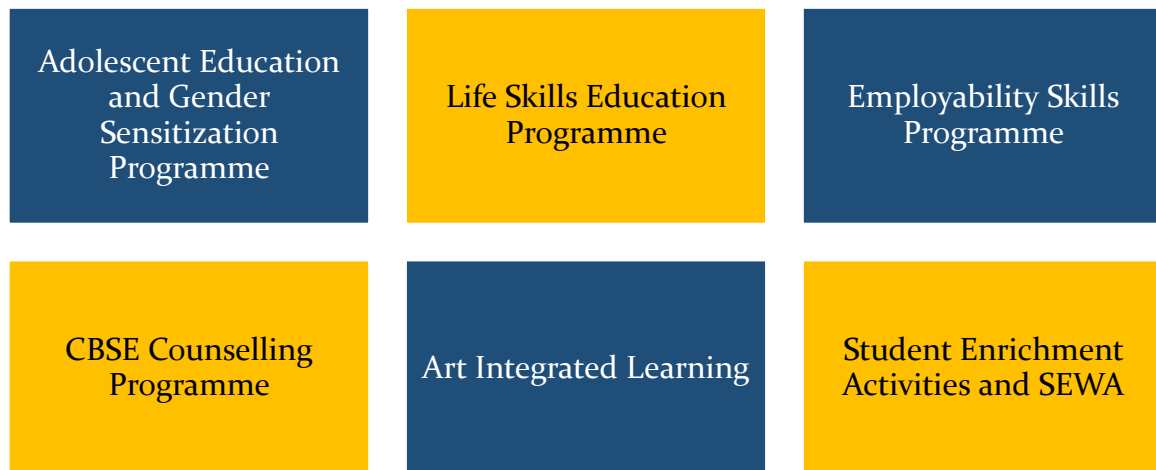 Adolescent Education
and Gender
Sensitization
Programme
Life Skills Education
Programme
Employability Skills
Programme
CBSE Counselling
Programme
Art Integrated Learning
Student Enrichment
Activities and SEWA